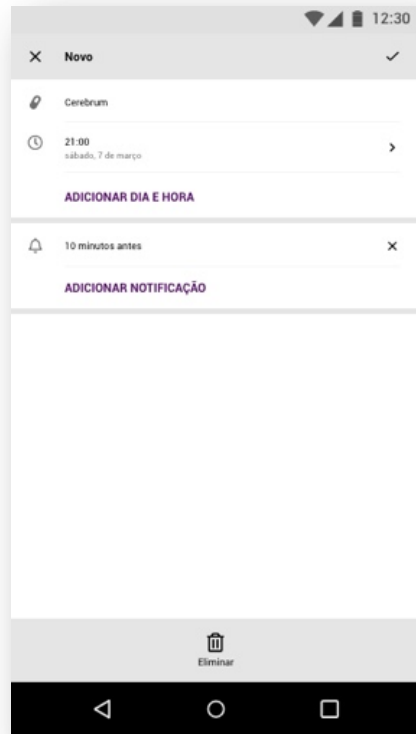 12:30
Novo
Cerebrum
21:00
sábado, 7 de março
ADICIONAR DIA E HORA
10 minutos antes
ADICIONAR NOTIFICAÇÃO
Eliminar